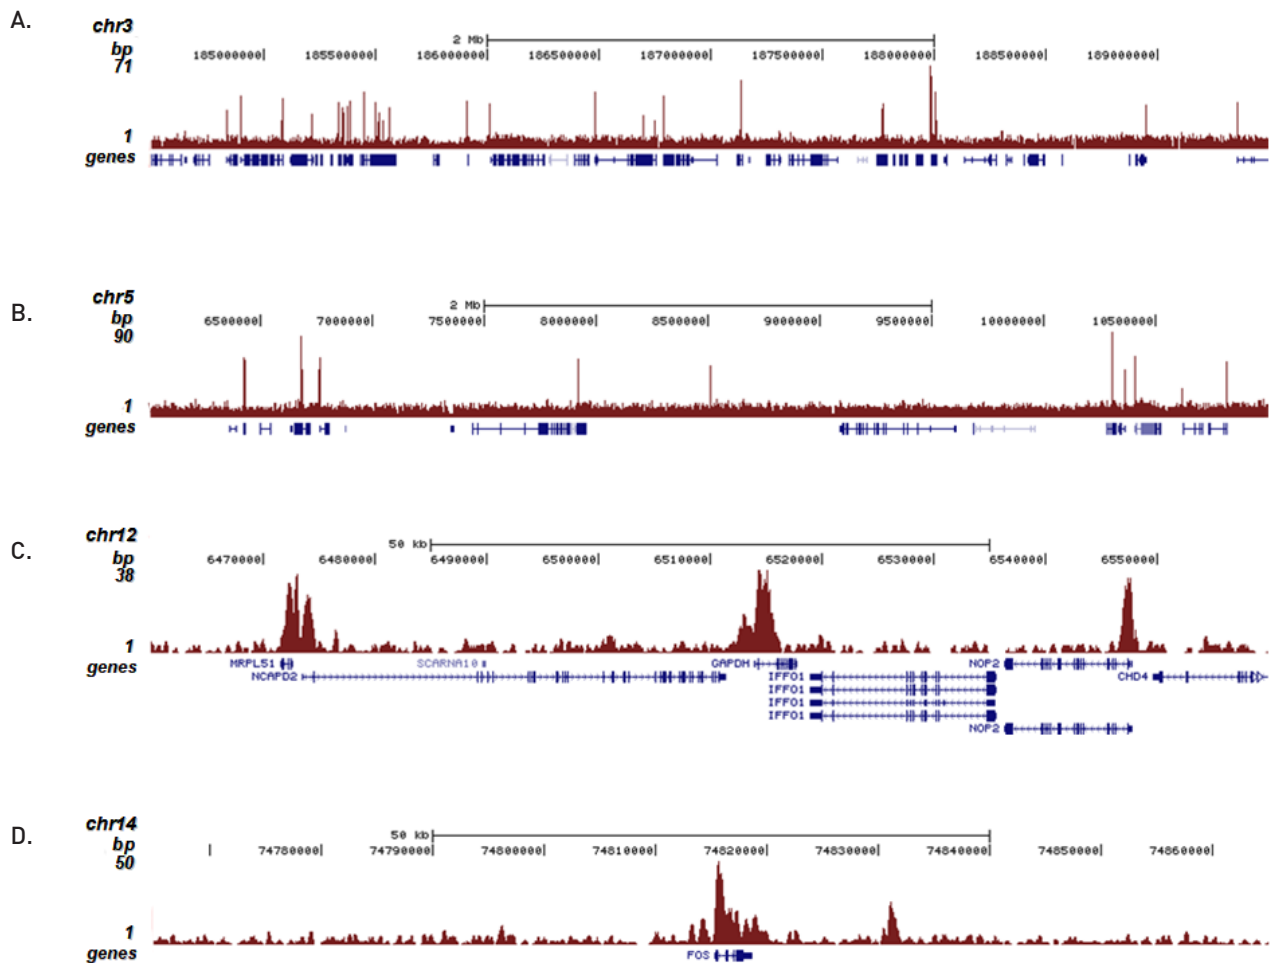 A.
chr3
2 Mb
bp
185000000| 185500000| 186000000| 186500000| 187000000| 187500000| 188000000| 188500000| 189000000|
71
1
genes
B.
chr5
2 Mb
bp
6500000| 7000000| 7500000| 8000000| 8500000| 9000000| 9500000| 10000000| 10500000|
90
1
genes
C.
chr12
50 kb
bp
6470000| 6480000| 6490000| 6500000| 6510000| 6520000| 6530000| 6540000| 6550000|
38
1
genes
MRPL51 SCARNA10 GAPDH NOP2
NCAPD2 IFFO1 CHD4
IFFO1
IFFO1
IFFO1
NOP2
D.
chr14
50 kb
bp
74780000| 74790000| 74800000| 74810000| 74820000| 74830000| 74840000| 74850000| 74860000|
50
1
genes
FOS